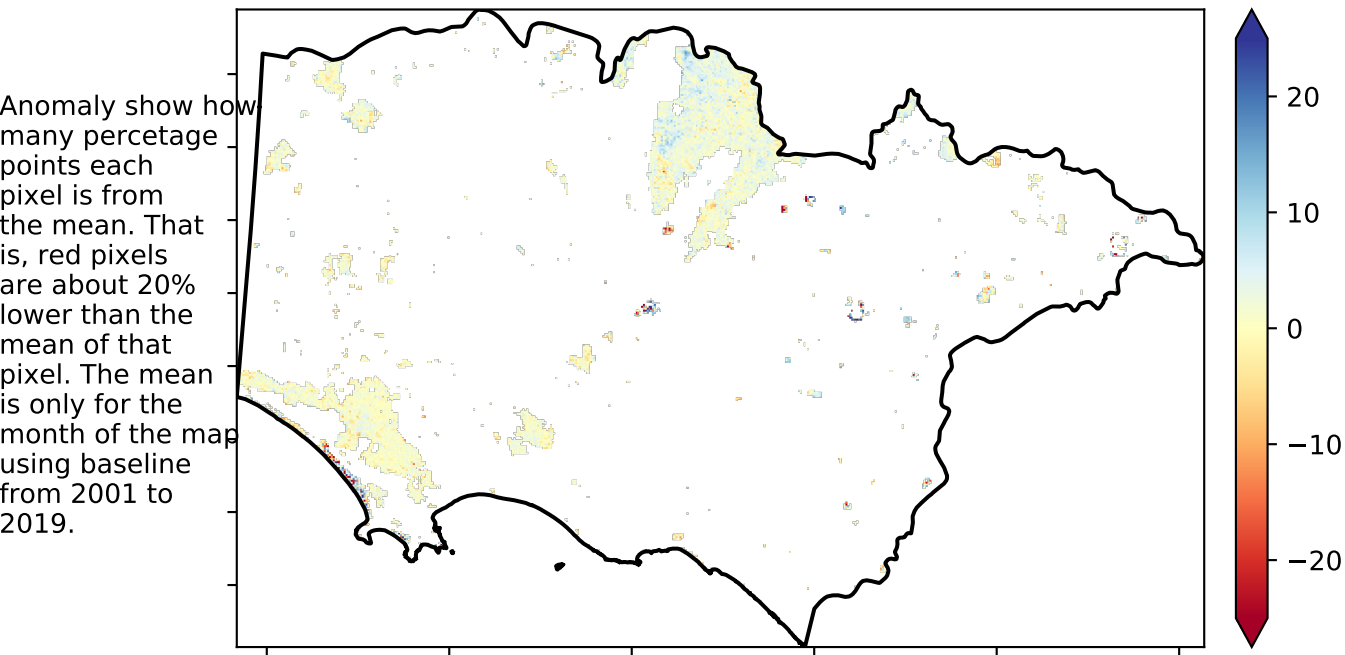 Anomaly show how
many percetage
points each
pixel is from
the mean. That
is, red pixels
are about 20%
lower than the
mean of that
pixel. The mean
is only for the
month of the map
using baseline
from 2001 to
2019.
20
10
0
−10
−20